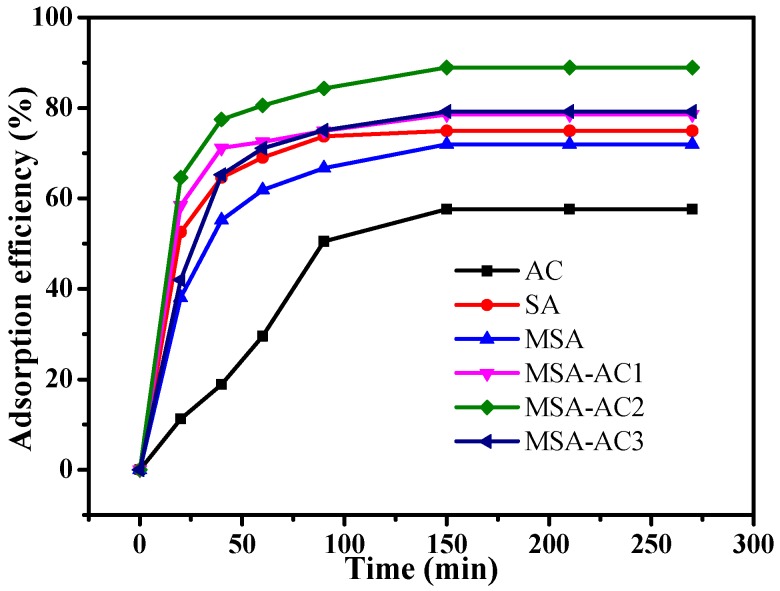 100
80
60
40
20
0
Adsorption efficiency (%)
AC
SA
MSA
MSA-AC1
MSA-AC2
MSA-AC3
0 50 100 150 200 250 300
Time (min)